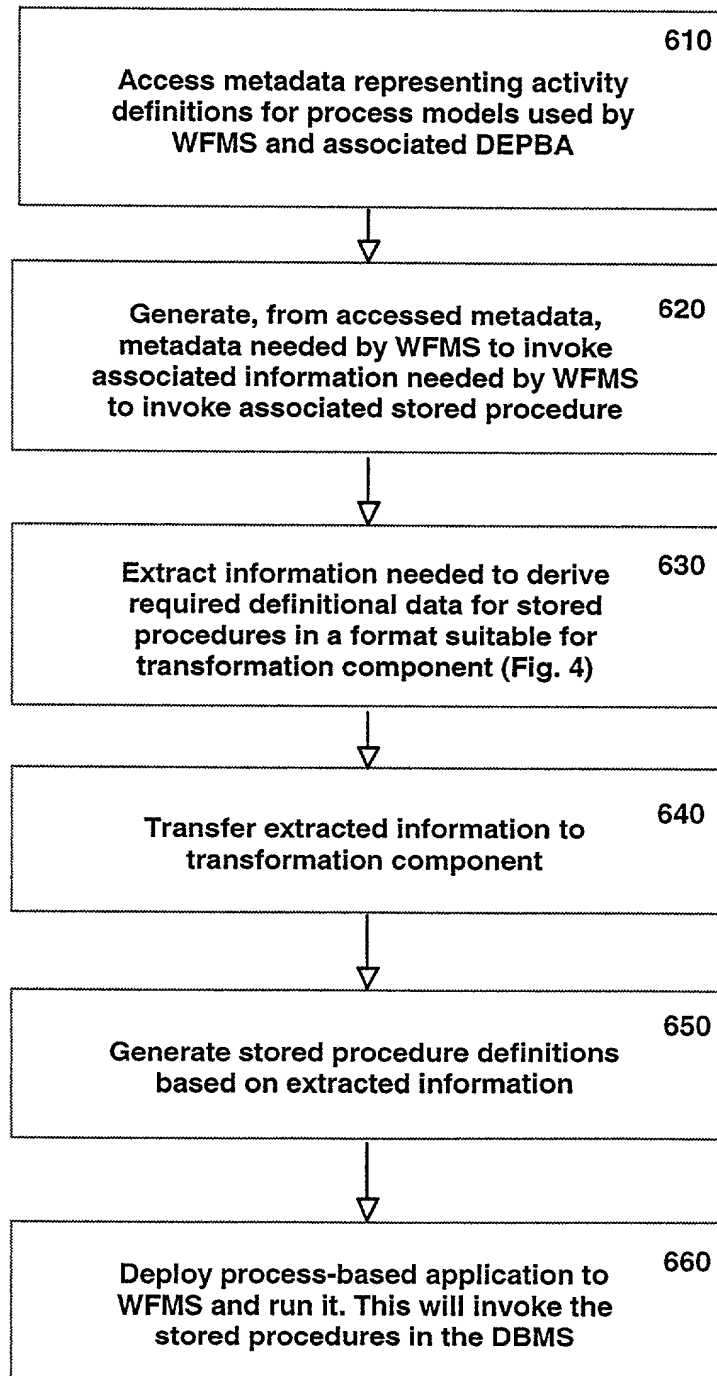 610
Access metadata representing activity
definitions for process models used by
WFMS and associated DEPBA
620
Generate, from accessed metadata,
metadata needed by WFMS to invoke
associated information needed by WFMS
to invoke associated stored procedure
630
Extract information needed to derive
required definitional data for stored
procedures in a format suitable for
transformation component (Fig. 4)
640
Transfer extracted information to
transformation component
650
Generate stored procedure definitions
based on extracted information
660
Deploy process-based application to
WFMS and run it. This will invoke the
stored procedures in the DBMS